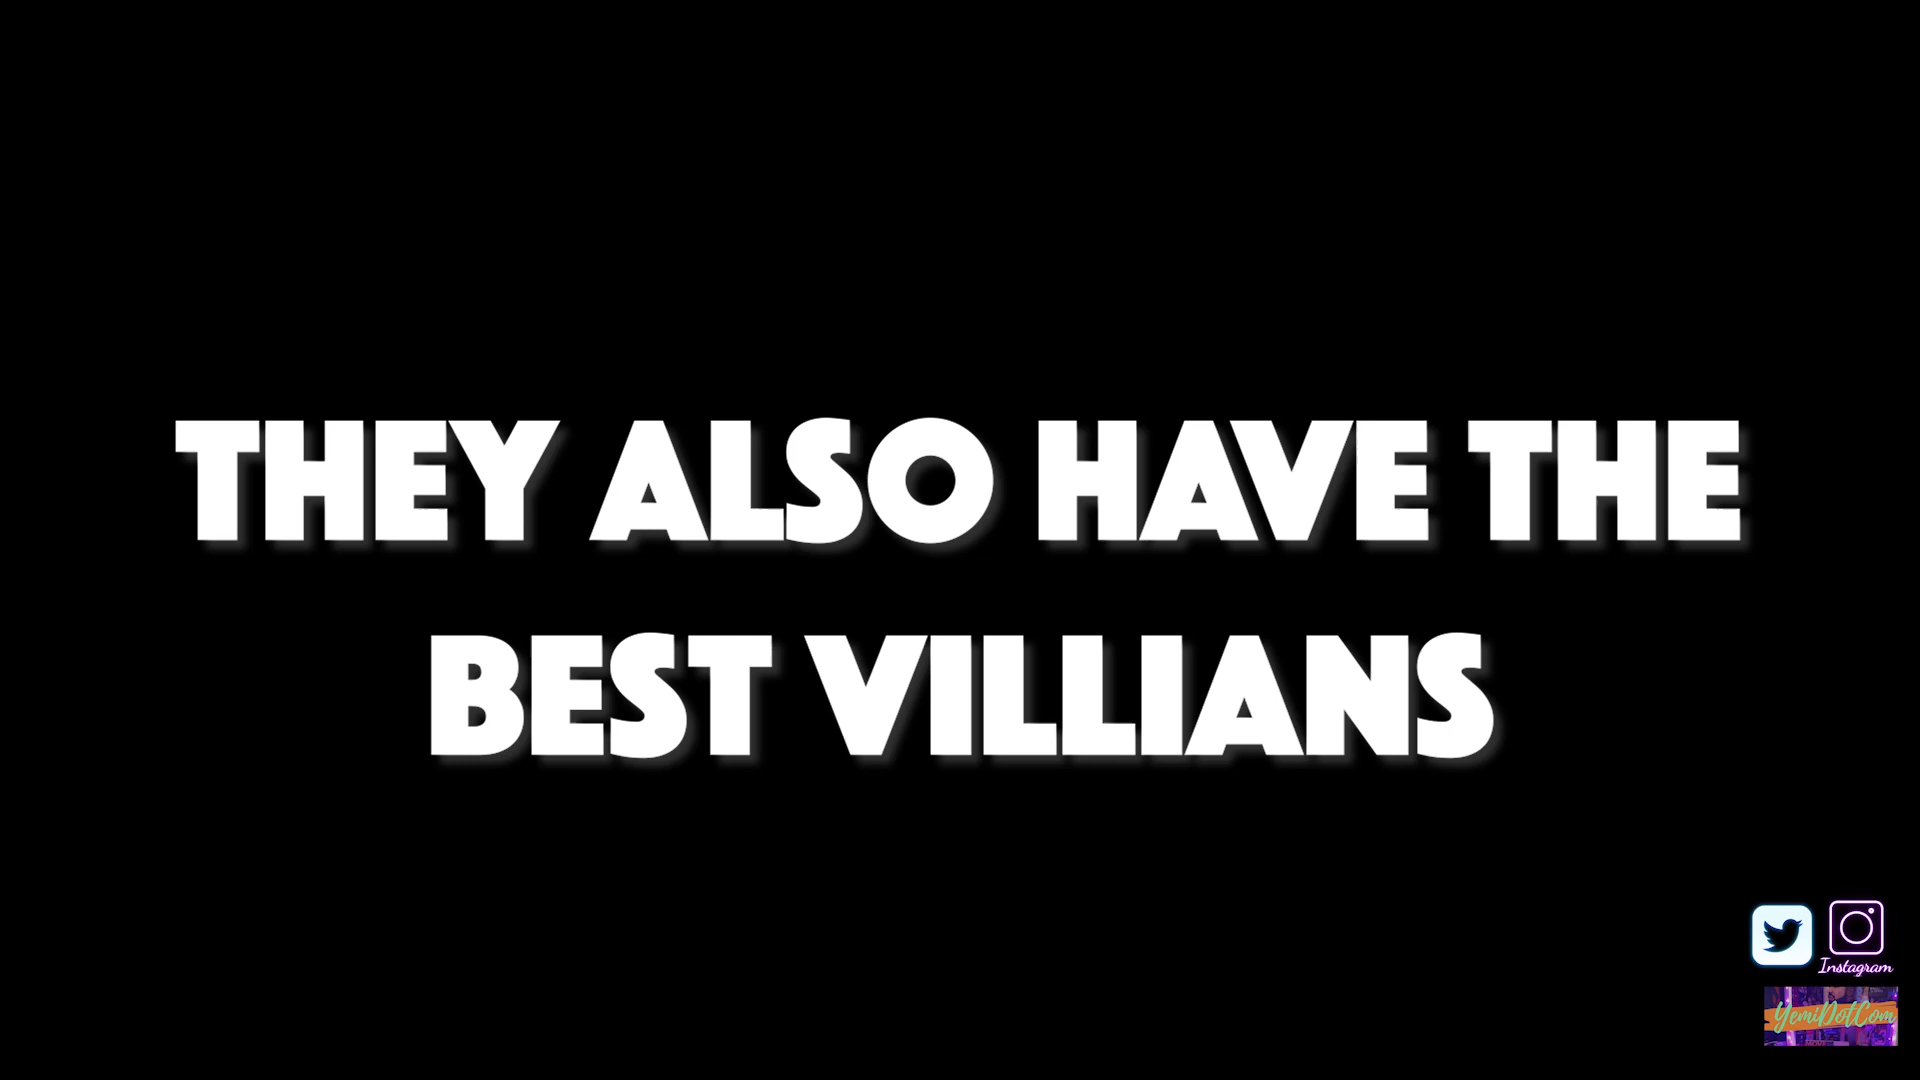 THEY ALSO HAVE THE
BEST VILLIANS
Instagram
YemiDotCom